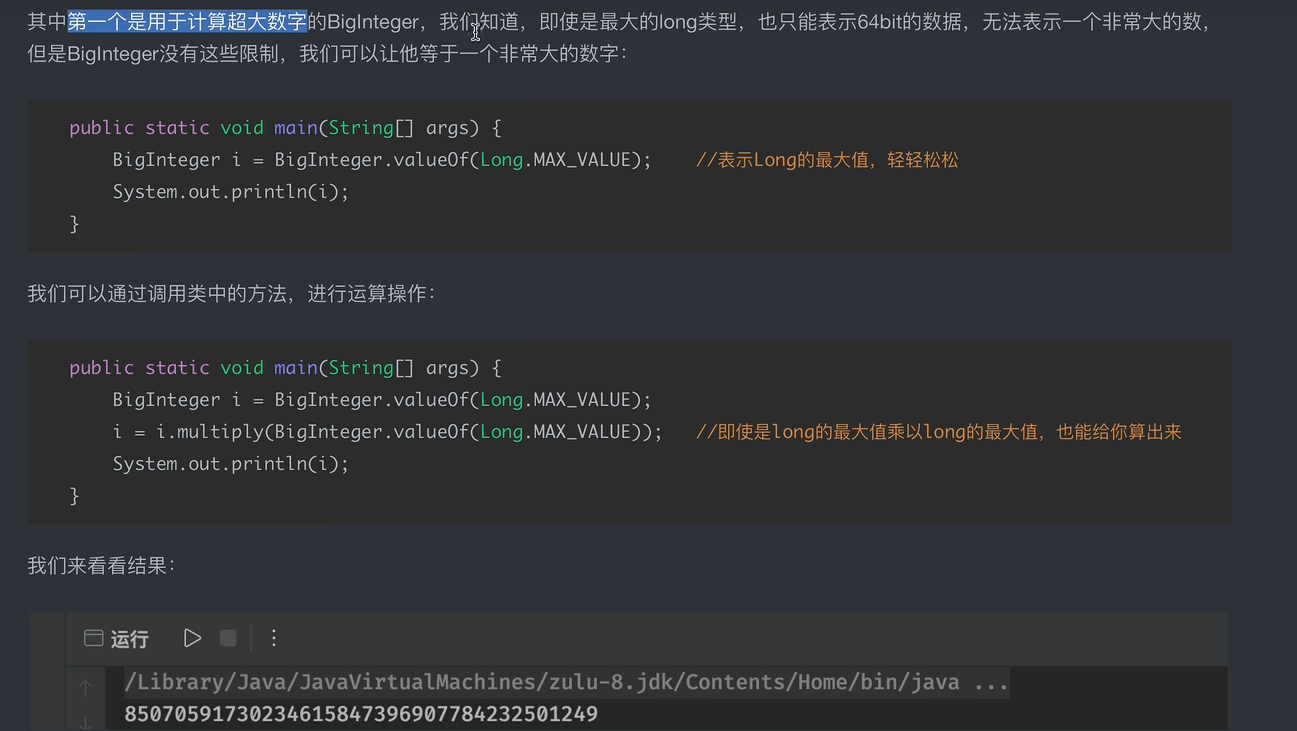 其中第一个是用于计算超大数字的BigInteger，我们知道，即使是最大的long类型，也只能表示64bit的数据，无法表示一个非常大的数，
但是BigInteger没有这些限制，我们可以让他等于一个非常大的数字：
public static void main(String[] args) {
    BigInteger i = BigInteger.valueOf(Long.MAX_VALUE);    //表示Long的最大值，轻轻松松
    System.out.println(i);
}
我们可以通过调用类中的方法，进行运算操作：
public static void main(String[] args) {
    BigInteger i = BigInteger.valueOf(Long.MAX_VALUE);
    i = i.multiply(BigInteger.valueOf(Long.MAX_VALUE));   //即使是long的最大值乘以long的最大值，也能给你算出来
    System.out.println(i);
}
我们来看看结果：
运行
/Library/Java/JavaVirtualMachines/zulu-8.jdk/Contents/Home/bin/java ...
85070591730234615847396907784232501249